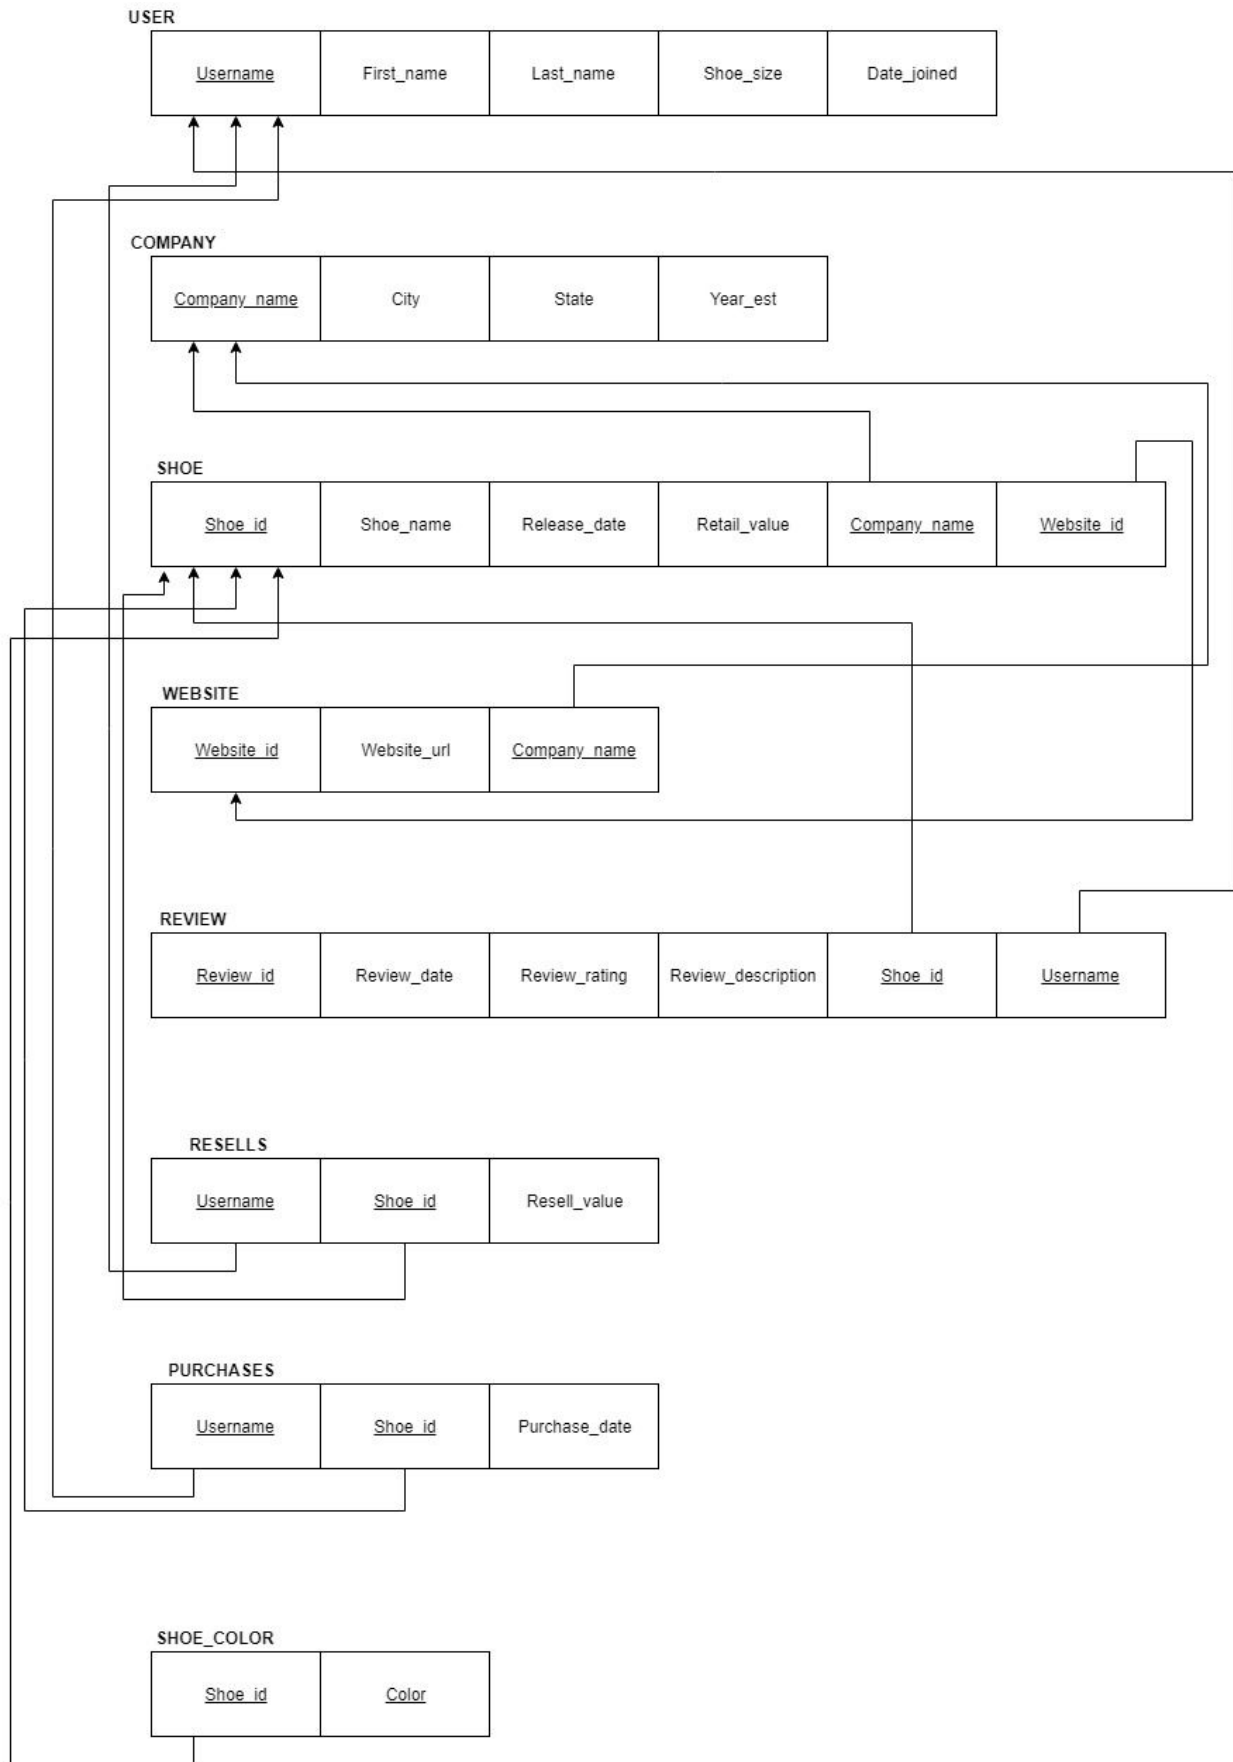 USER
Username First_name Last_name Shoe_size Date_joined
COMPANY
Company_name City State Year_est
SHOE
Shoe_id Shoe_name Release_date Retail_value Company_name Website_id
WEBSITE
Website_id Website_url Company_name
REVIEW
Review_id Review_date Review_rating Review_description Shoe_id Username
RESELLS
Username Shoe_id Resell_value
PURCHASES
Username Shoe_id Purchase_date
SHOE_COLOR
Shoe_id Color